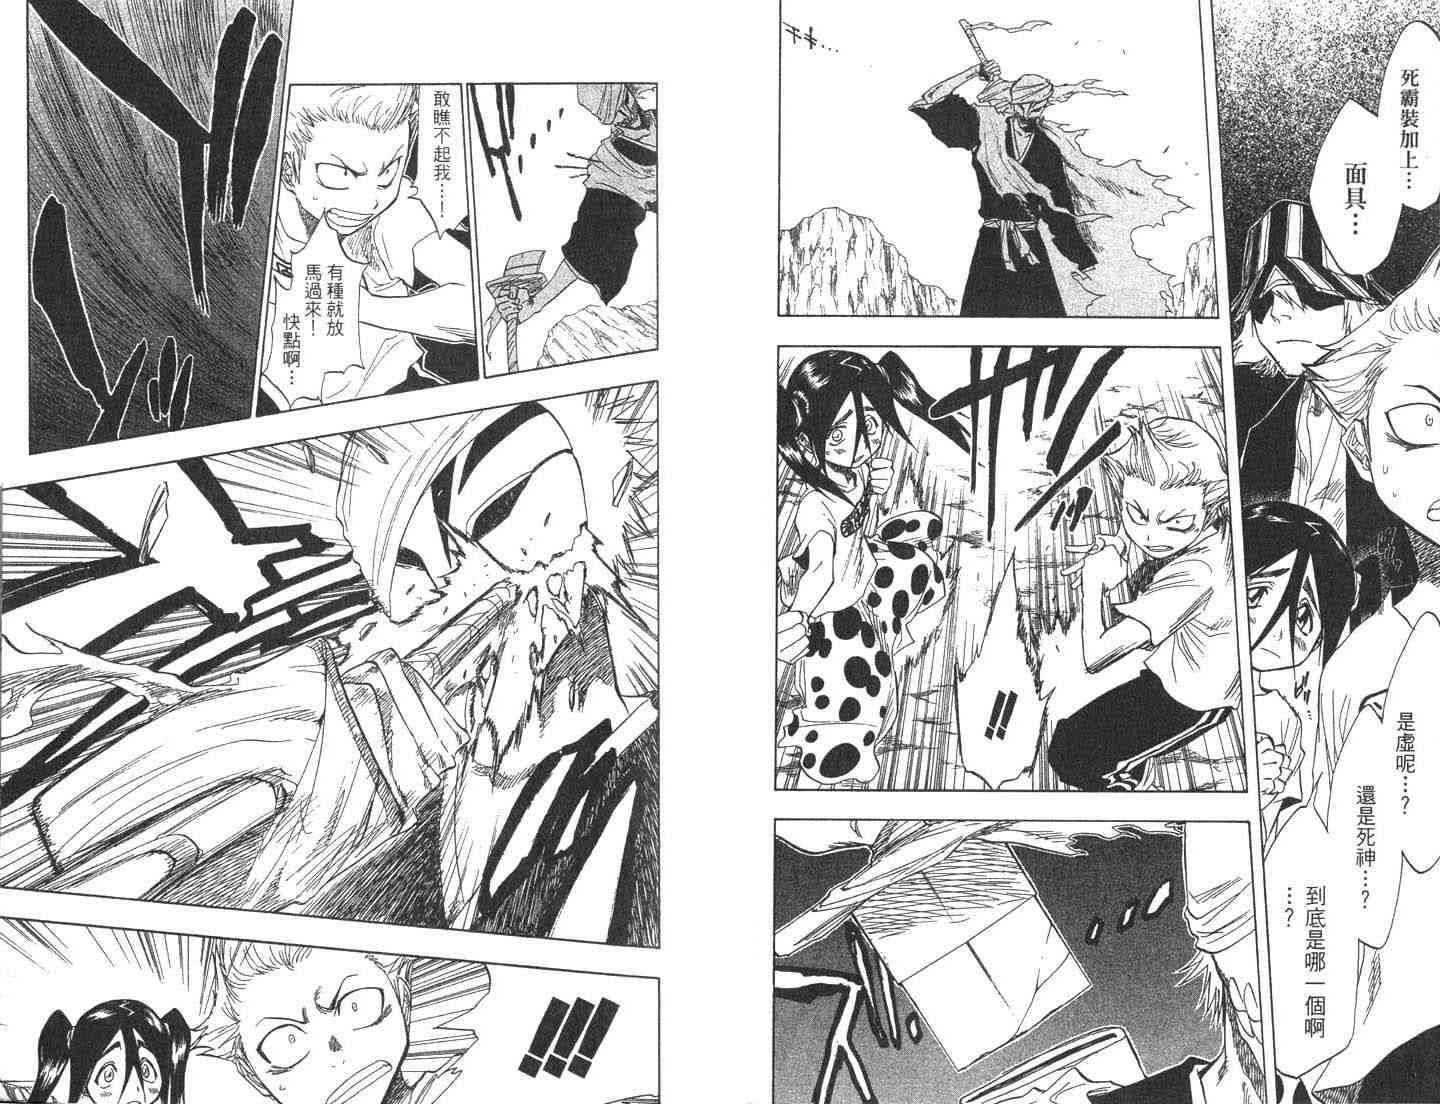 死霸裝加上…
面具…
是虛呢…?
還是死神…?
到底是哪一個啊
…?
!!
敢瞧不起我……!
有種就放
馬過來!
快點啊…
!!!